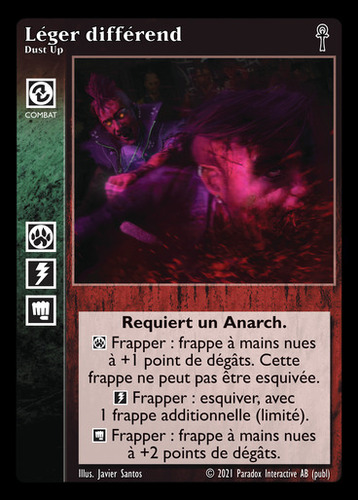 Léger différend
Dust Up
COMBAT
Requiert un Anarch.
Frapper : frappe à mains nues
à +1 point de dégâts. Cette
frappe ne peut pas être esquivée.
Frapper : esquiver, avec
1 frappe additionnelle (limité).
Frapper : frappe à mains nues
à +2 points de dégâts.
Illus. Javier Santos © 2021 Paradox Interactive AB (publ)